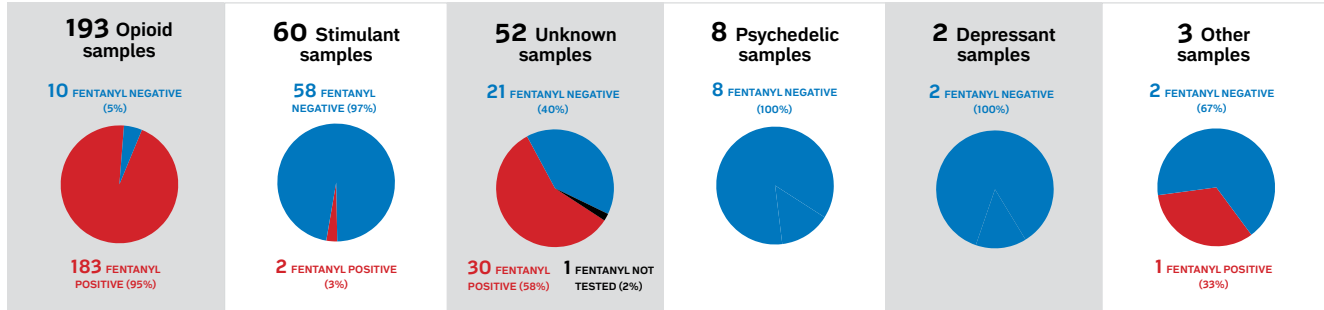 193 Opioid
samples
10 FENTANYL NEGATIVE
(5%)
183 FENTANYL
POSITIVE (95%)
60 Stimulant
samples
58 FENTANYL
NEGATIVE (97%)
2 FENTANYL POSITIVE
(3%)
52 Unknown
samples
21 FENTANYL NEGATIVE
(40%)
30 FENTANYL
POSITIVE (58%)
1 FENTANYL NOT
TESTED (2%)
8 Psychedelic
samples
8 FENTANYL NEGATIVE
(100%)
2 Depressant
samples
2 FENTANYL NEGATIVE
(100%)
3 Other
samples
2 FENTANYL NEGATIVE
(67%)
1 FENTANYL POSITIVE
(33%)